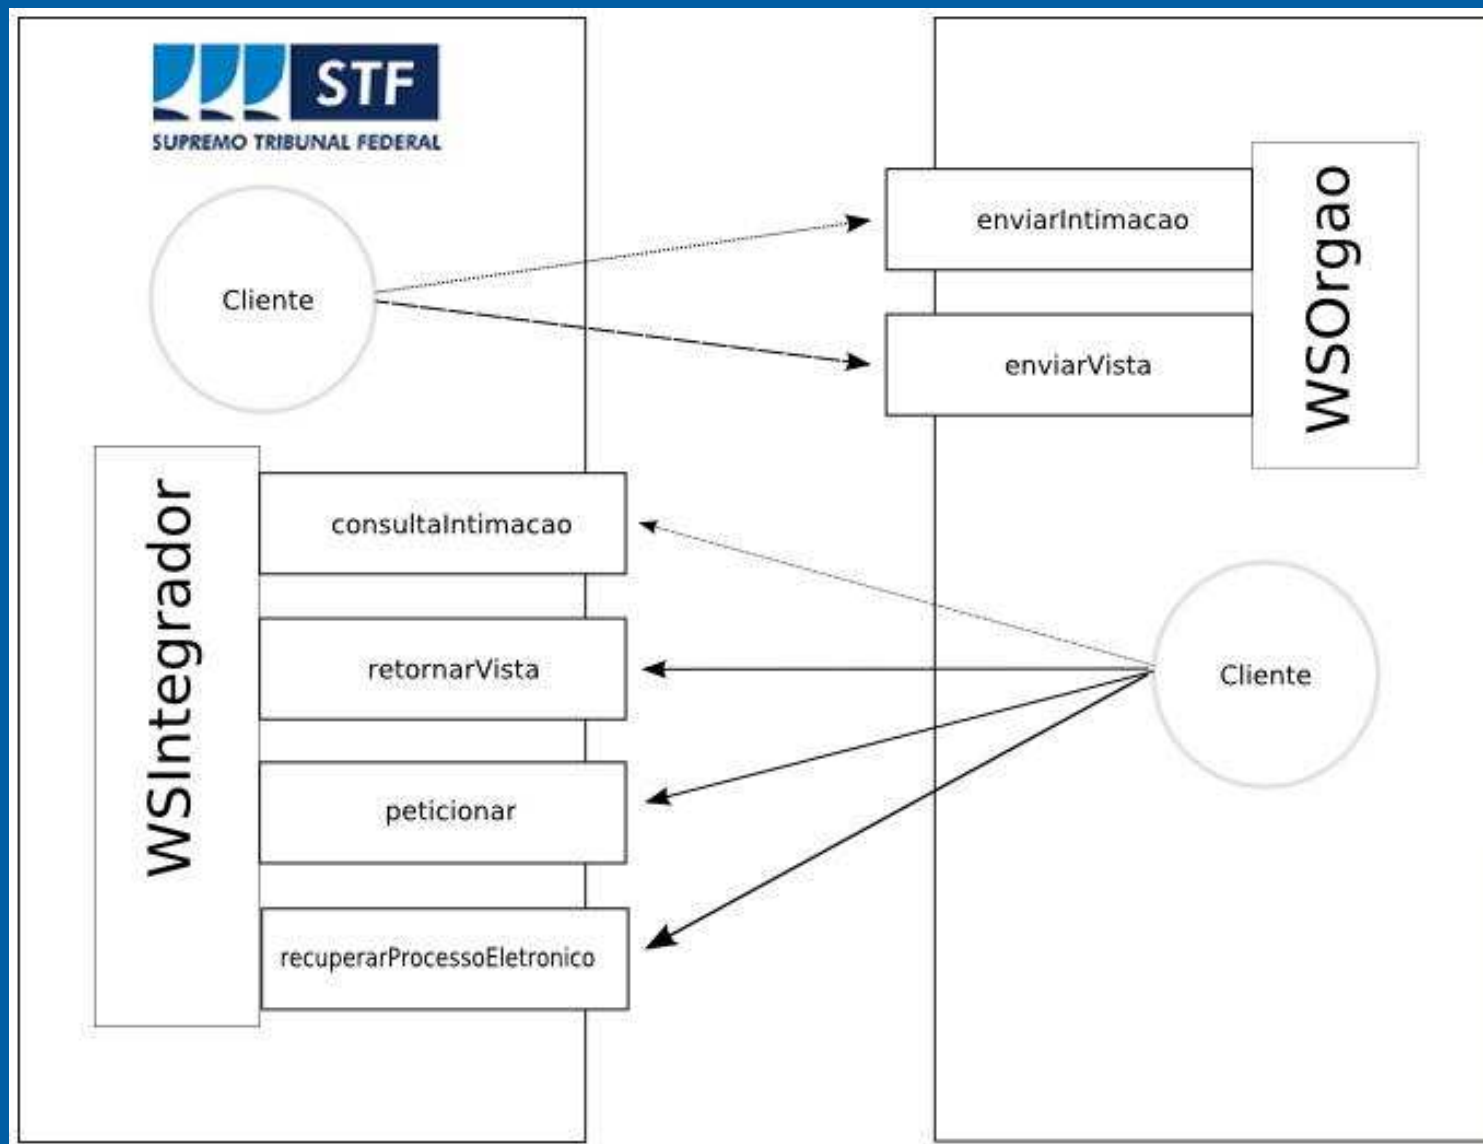 STF
SUPREMO TRIBUNAL FEDERAL
Cliente
enviarIntimacao
enviarVista
WSOrgao
WSIntegrador
consultaIntimacao
retornarVista
peticionar
recuperarProcessoEletronico
Cliente